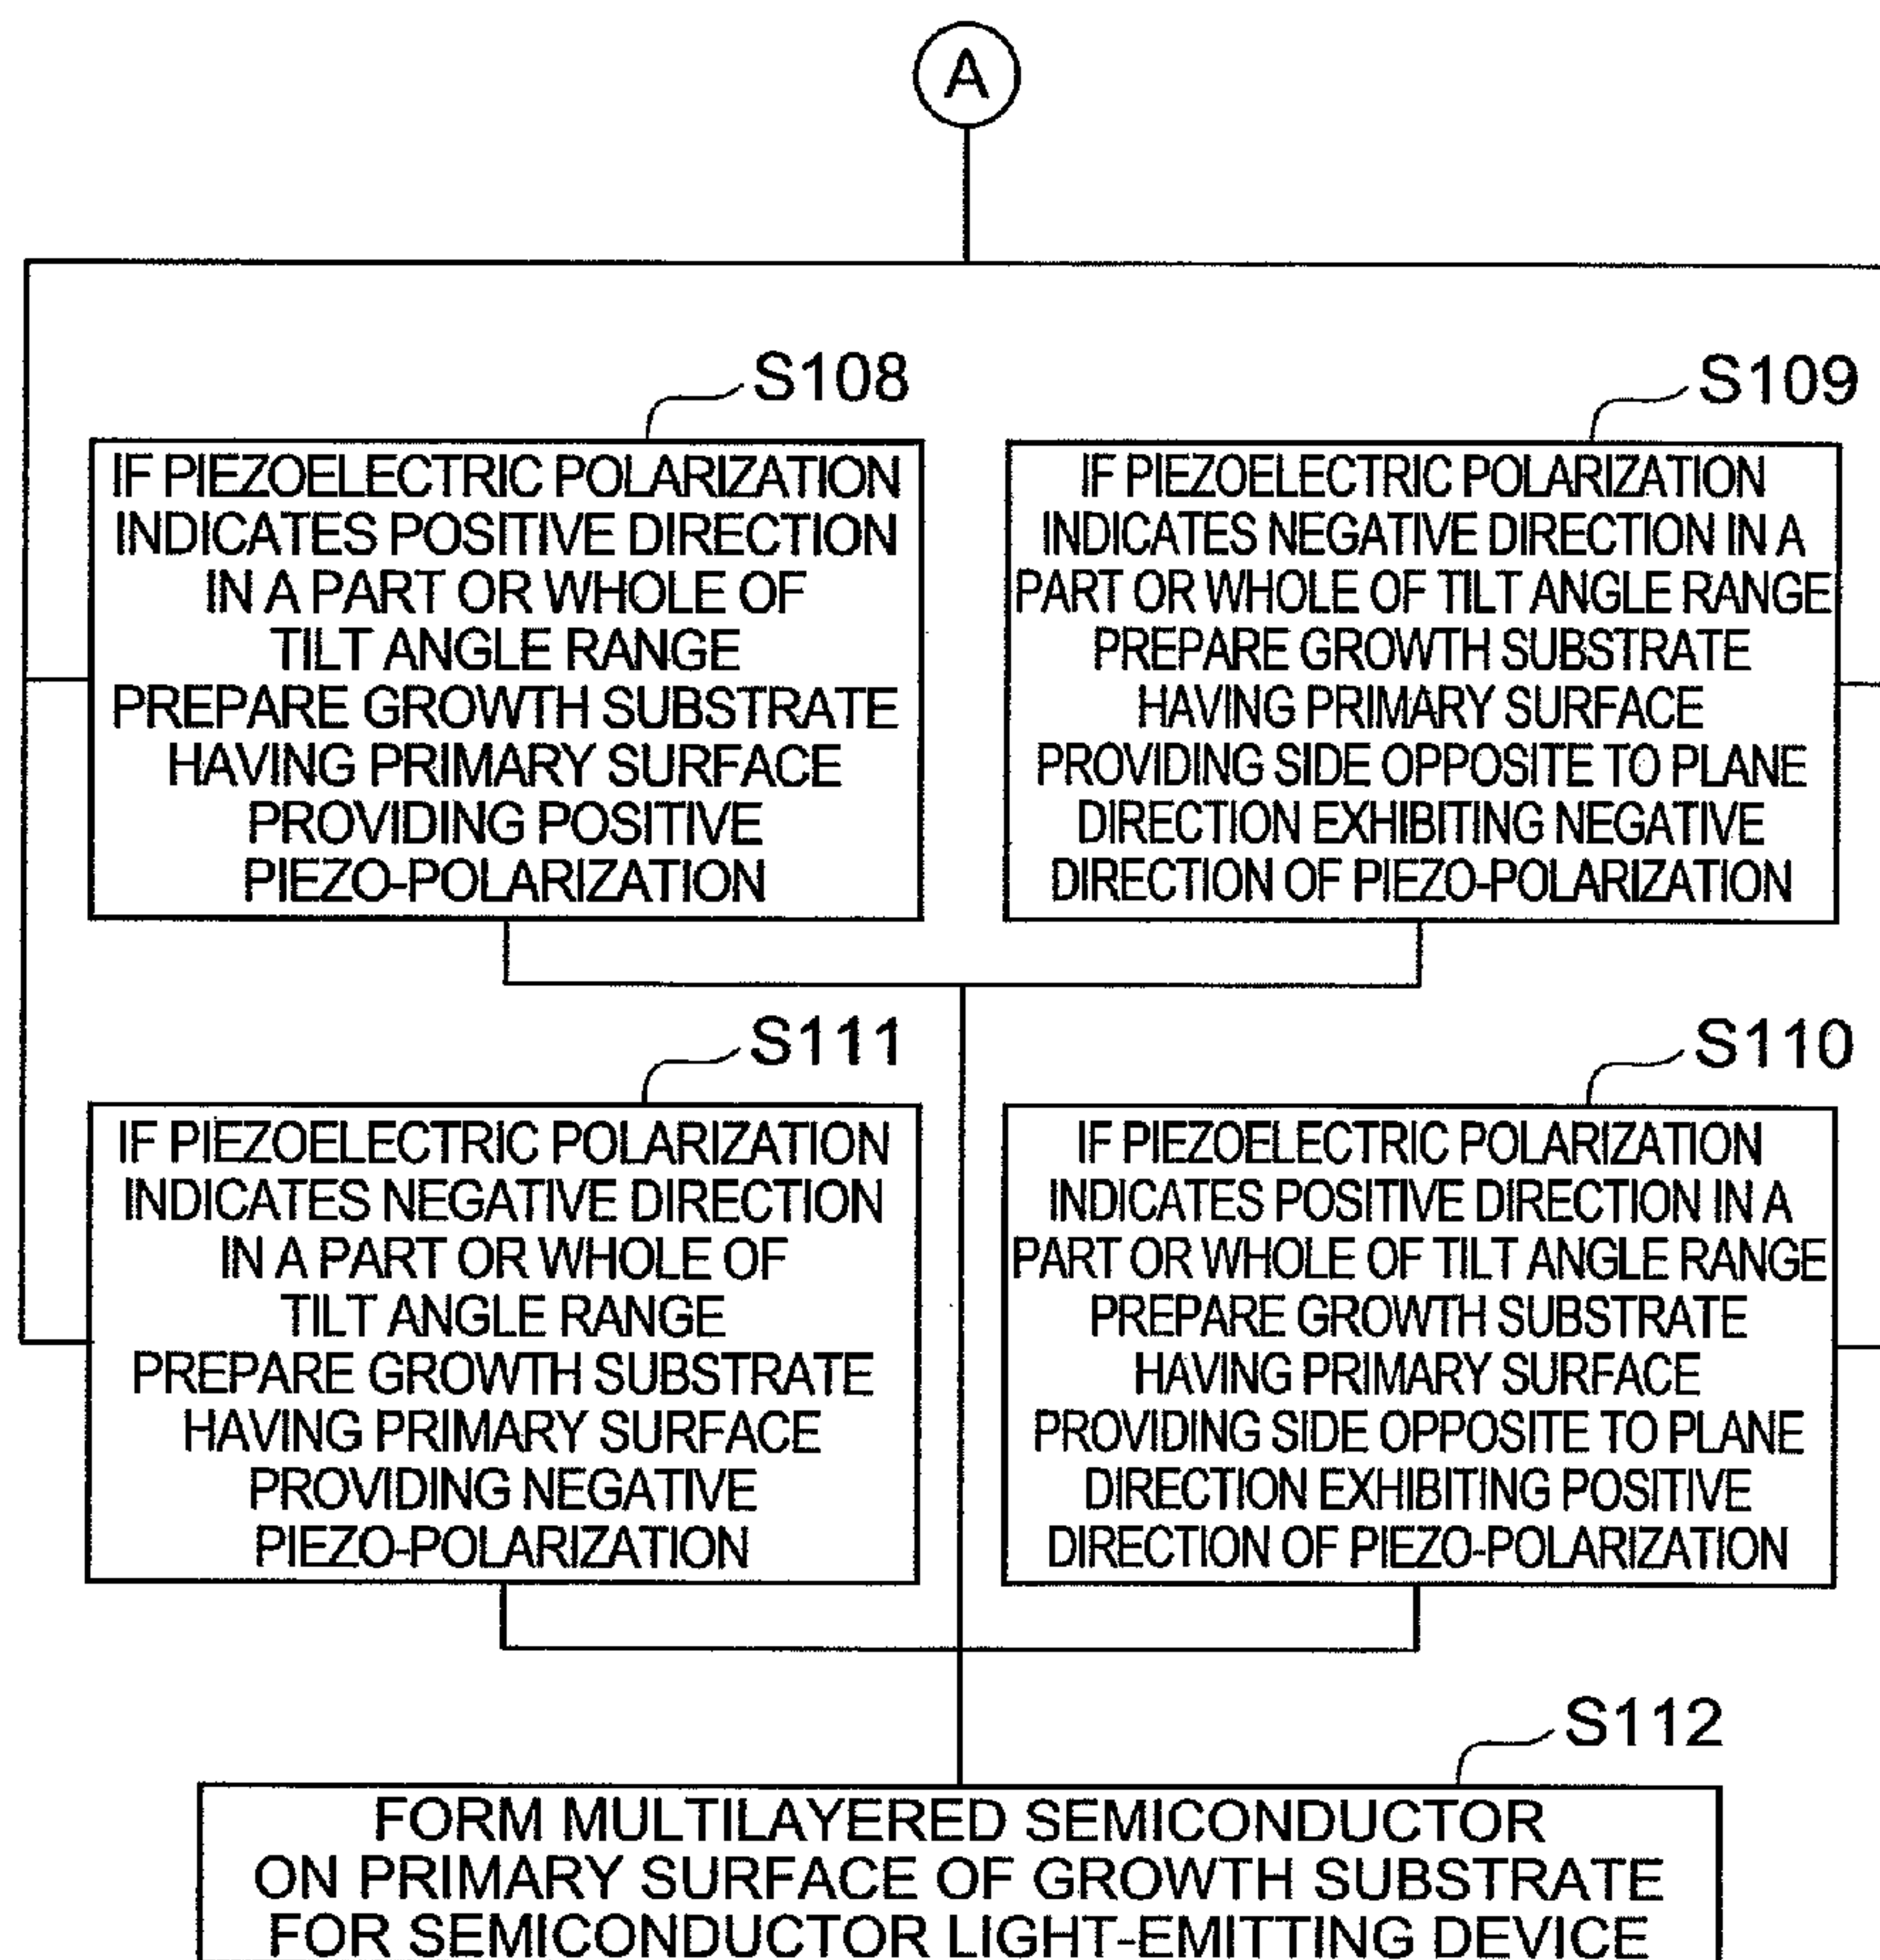 A
S108
IF PIEZOELECTRIC POLARIZATION
INDICATES POSITIVE DIRECTION
IN A PART OR WHOLE OF
TILT ANGLE RANGE
PREPARE GROWTH SUBSTRATE
HAVING PRIMARY SURFACE
PROVIDING POSITIVE
PIEZO-POLARIZATION
S109
IF PIEZOELECTRIC POLARIZATION
INDICATES NEGATIVE DIRECTION IN A
PART OR WHOLE OF TILT ANGLE RANGE
PREPARE GROWTH SUBSTRATE
HAVING PRIMARY SURFACE
PROVIDING SIDE OPPOSITE TO PLANE
DIRECTION EXHIBITING NEGATIVE
DIRECTION OF PIEZO-POLARIZATION
S111
IF PIEZOELECTRIC POLARIZATION
INDICATES NEGATIVE DIRECTION
IN A PART OR WHOLE OF
TILT ANGLE RANGE
PREPARE GROWTH SUBSTRATE
HAVING PRIMARY SURFACE
PROVIDING NEGATIVE
PIEZO-POLARIZATION
S110
IF PIEZOELECTRIC POLARIZATION
INDICATES POSITIVE DIRECTION IN A
PART OR WHOLE OF TILT ANGLE RANGE
PREPARE GROWTH SUBSTRATE
HAVING PRIMARY SURFACE
PROVIDING SIDE OPPOSITE TO PLANE
DIRECTION EXHIBITING POSITIVE
DIRECTION OF PIEZO-POLARIZATION
S112
FORM MULTILAYERED SEMICONDUCTOR
ON PRIMARY SURFACE OF GROWTH SUBSTRATE
FOR SEMICONDUCTOR LIGHT-EMITTING DEVICE